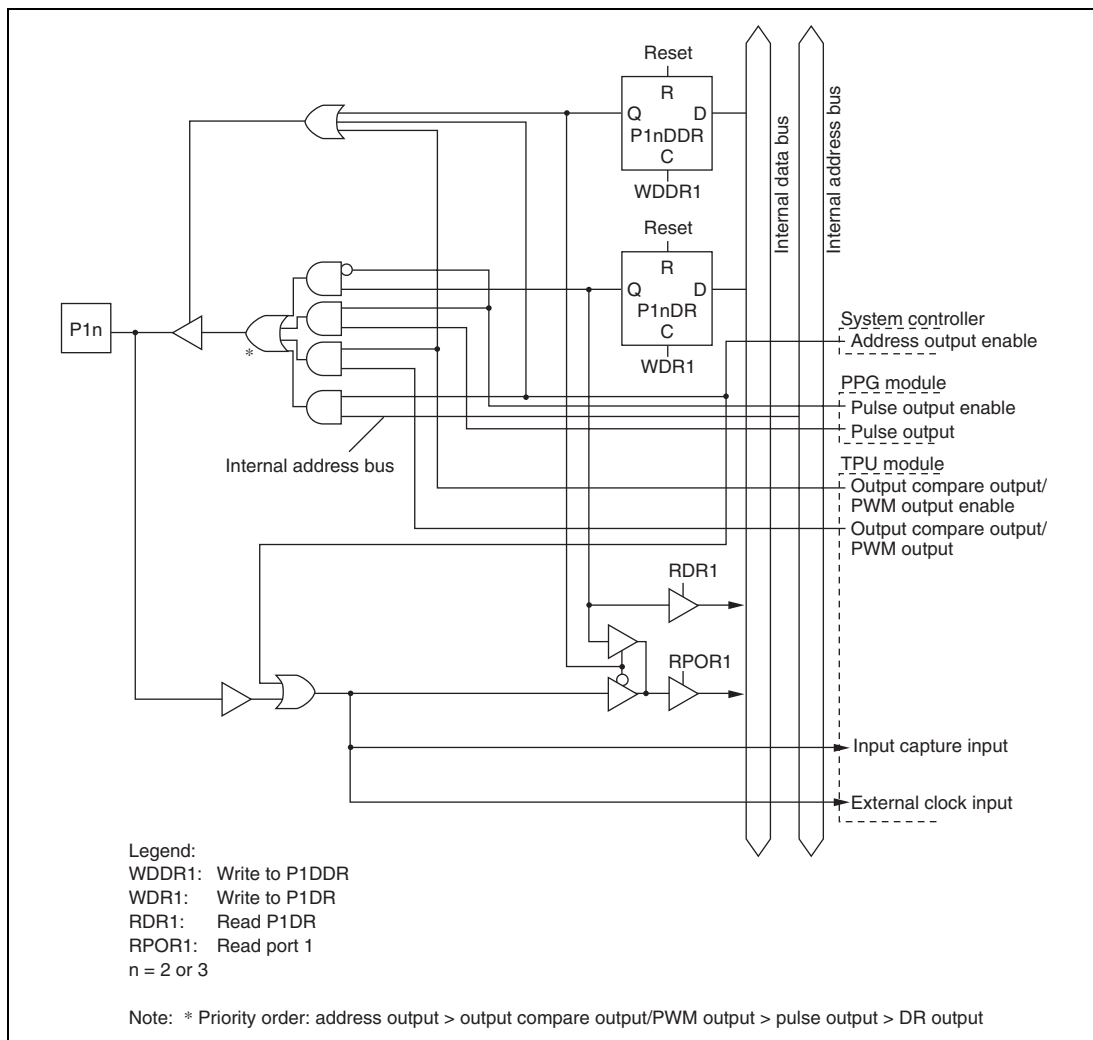 Reset
R
Q D
P1nDDR
C
WDDR1
Internal data bus
Internal address bus
Reset
R
Q D
P1nDR
C
WDR1
P1n
*
System controller
Address output enable
PPG module
Pulse output enable
Pulse output
Internal address bus
TPU module
Output compare output/
PWM output enable
Output compare output/
PWM output
RDR1
RPOR1
Input capture input
External clock input
Legend:
WDDR1: Write to P1DDR
WDR1: Write to P1DR
RDR1: Read P1DR
RPOR1: Read port 1
n = 2 or 3
Note: * Priority order: address output > output compare output/PWM output > pulse output > DR output